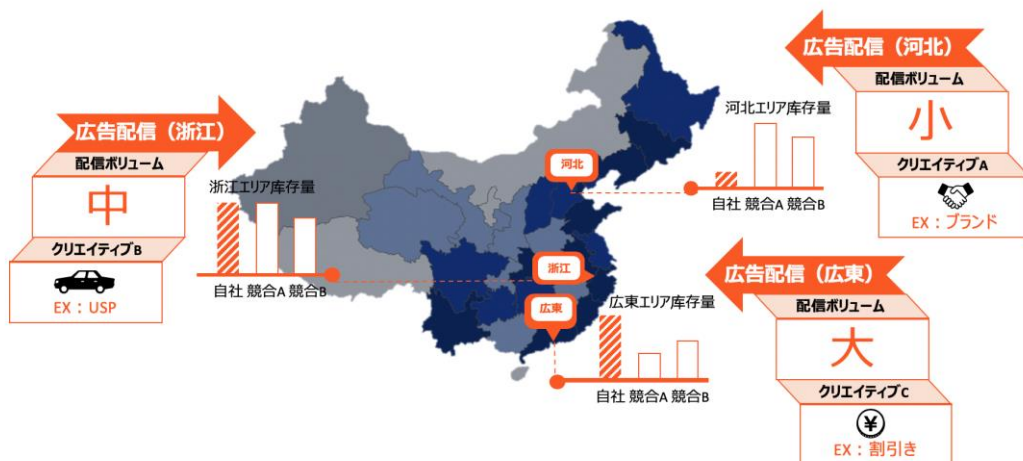 広告配信（浙江）
配信ボリューム
中
クリエイティブB
EX：USP
浙江エリア库存量
自社 競合A 競合B
河北
浙江
広東
広告配信（河北）
配信ボリューム
小
クリエイティブA
EX：ブランド
河北エリア库存量
自社 競合A 競合B
広告配信（広東）
配信ボリューム
大
クリエイティブC
¥
EX：割引き
広東エリア库存量
自社 競合A 競合B